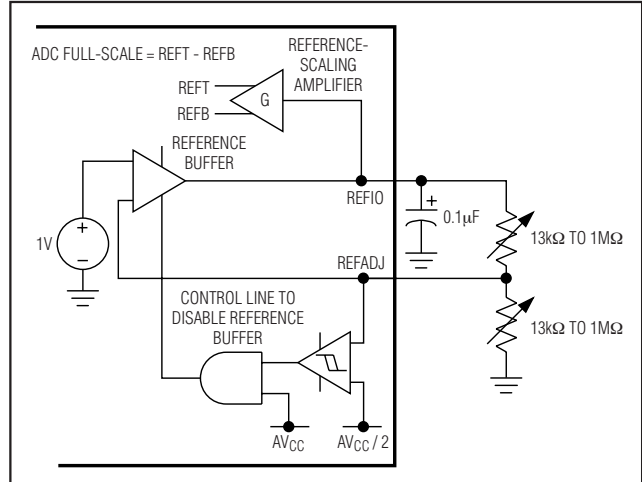 ADC FULL-SCALE = REFT - REFB
REFERENCE-
SCALING
AMPLIFIER
REFT
REFB
G
REFERENCE
BUFFER
REFIO
+
0.1µF
13kΩ TO 1MΩ
1V
+
−
REFADJ
CONTROL LINE TO
DISABLE REFERENCE
BUFFER
13kΩ TO 1MΩ
AVCC
AVCC / 2